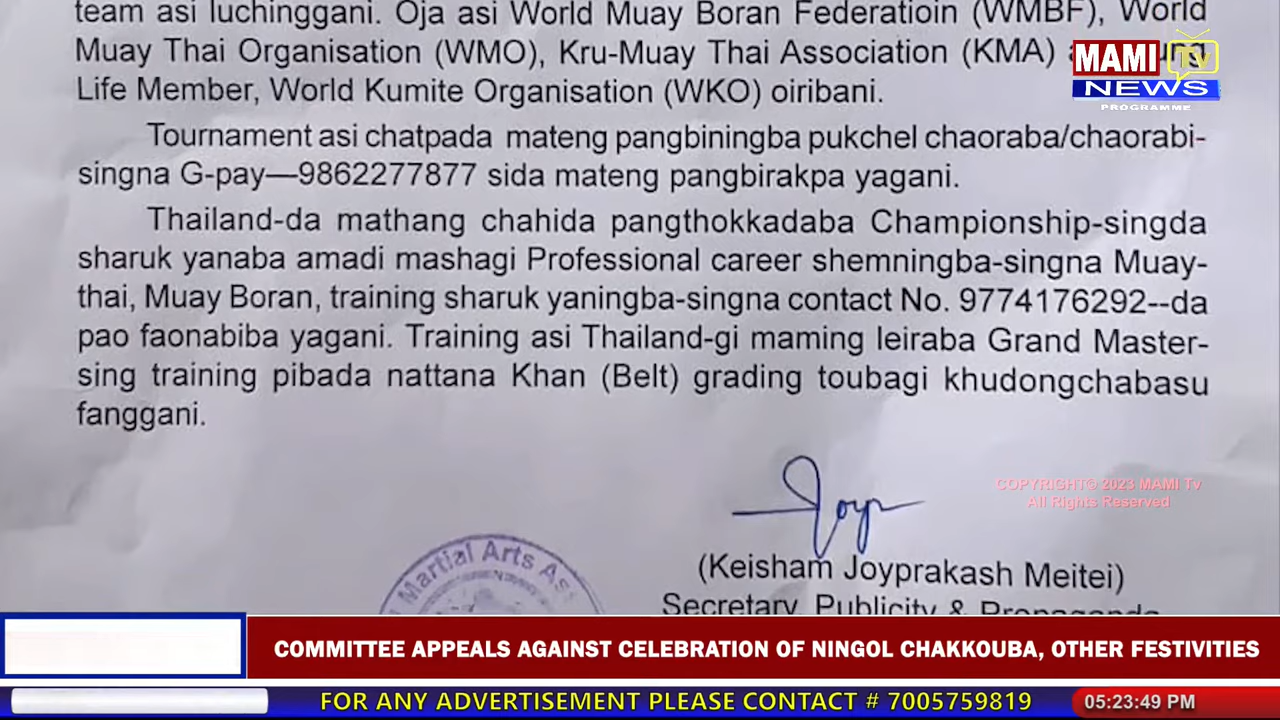 team asi luchinggani. Oja asi World Muay Boran Federatioin (WMBF), World
Muay Thai Organisation (WMO), Kru-Muay Thai Association (KMA)
Life Member, World Kumite Organisation (WKO) oiribani.
Tournament asi chatpada mateng pangbiningba pukchel chaoraba/chaorabi-
singna G-pay—9862277877 sida mateng pangbirakpa yagani.
Thailand-da mathang chahida pangthokkadaba Championship-singda
sharuk yanaba amadi mashagi Professional career shemningba-singna Muay-
thai, Muay Boran, training sharuk yaningba-singna contact No. 9774176292--da
pao faonabiba yagani. Training asi Thailand-gi maming leiraba Grand Master-
sing training pibada nattana Khan (Belt) grading toubagi khudongchabasu
fanggani.
MAMI Tv
NEWS
PROGRAMME
COPYRIGHT© 2023 MAMI Tv
All Rights Reserved
Joyp
Martial Arts
(Keisham Joyprakash Meitei)
Secretary, Publicity & Propaganda
COMMITTEE APPEALS AGAINST CELEBRATION OF NINGOL CHAKKOUBA, OTHER FESTIVITIES
FOR ANY ADVERTISEMENT PLEASE CONTACT # 7005759819
05:23:49 PM